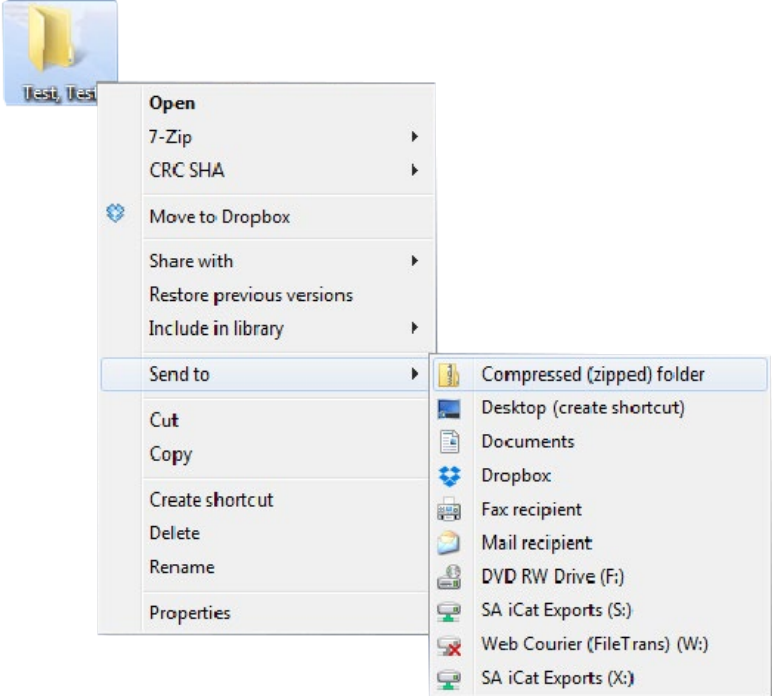 Test, Tes
Open
7-Zip
CRC SHA
Move to Dropbox
Share with
Restore previous versions
Include in library
Send to
Cut
Copy
Create shortcut
Delete
Rename
Properties
Compressed (zipped) folder
Desktop (create shortcut)
Documents
Dropbox
Fax recipient
Mail recipient
DVD RW Drive (F:)
SA iCat Exports (S:)
Web Courier (FileTrans) (W:)
SA iCat Exports (X:)